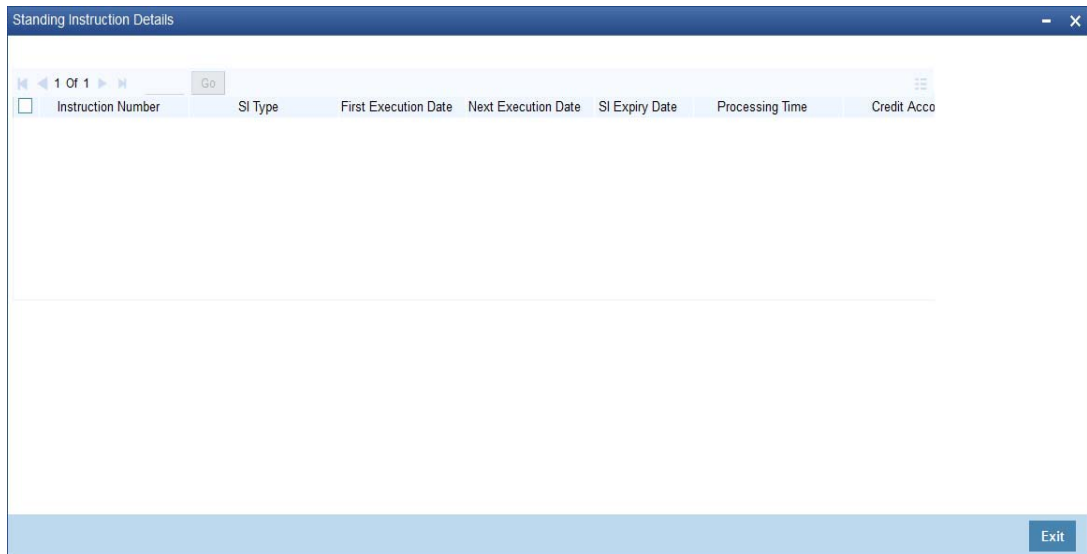 Standing Instruction Details
1 Of 1 Go
Instruction Number SI Type First Execution Date Next Execution Date SI Expiry Date Processing Time Credit Acco
Exit